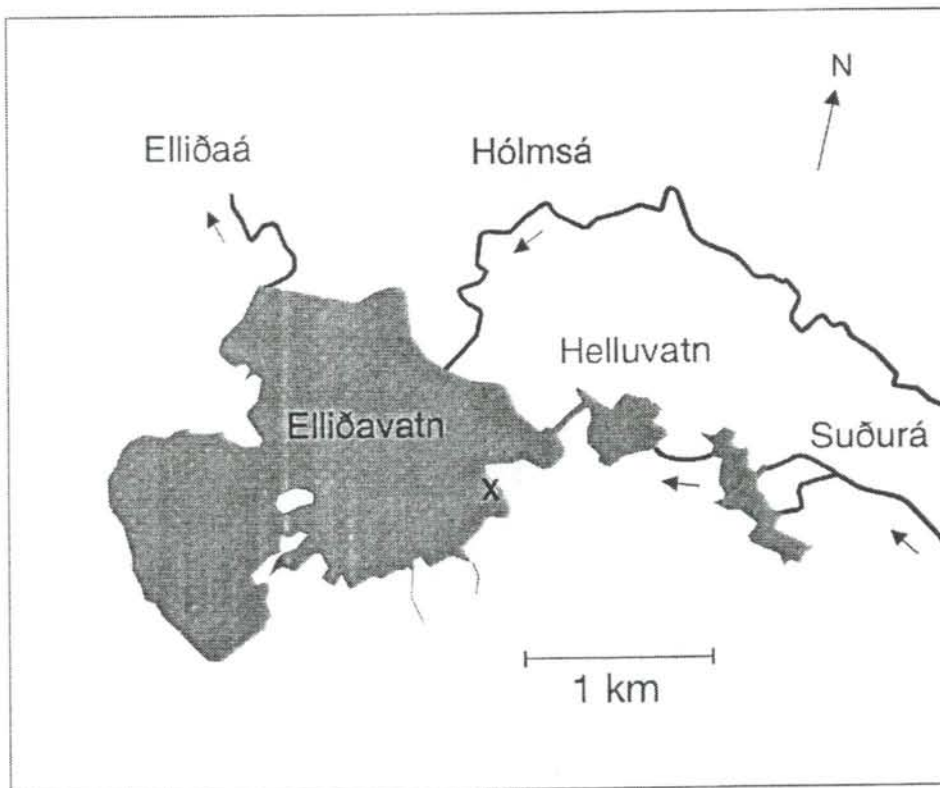 N
Elliðaá
Hólmsá
Helluvatn
Elliðavatn
Suðurá
X
1 km